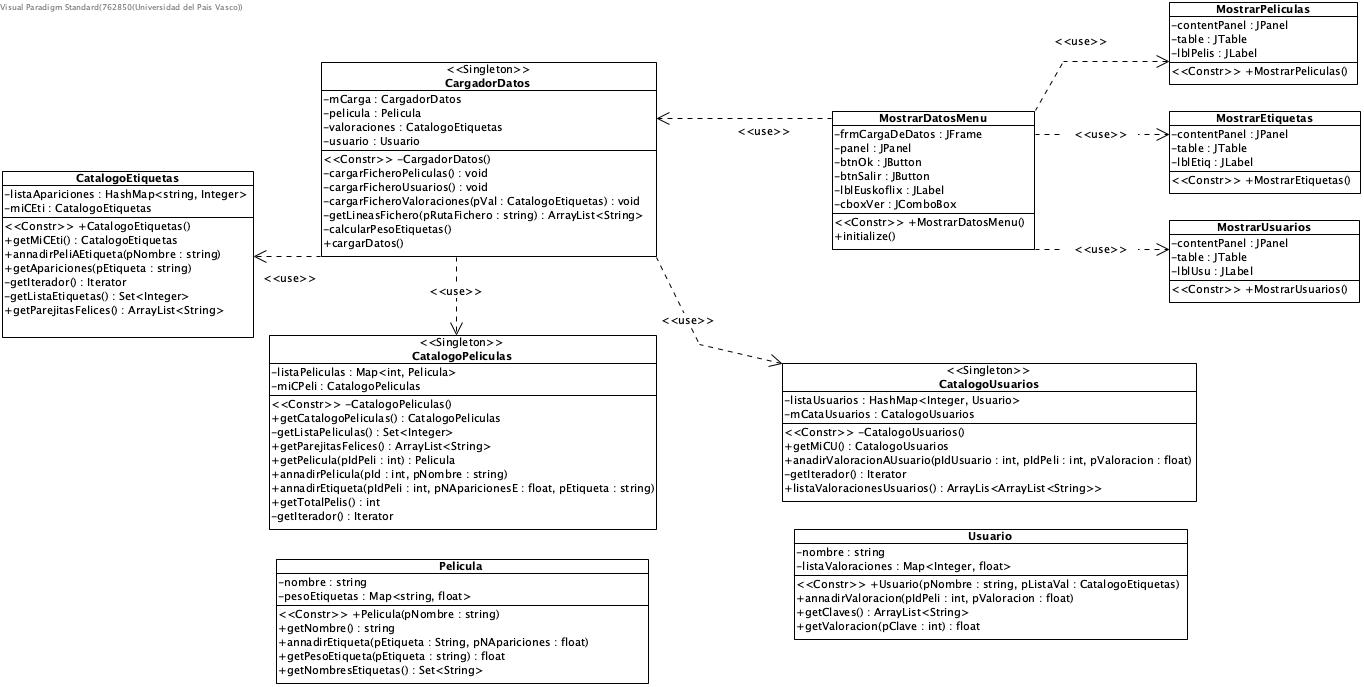 Visual Paradigm Standard(762850(Universidad del Pais Vasco))
MostrarPeliculas
-contentPanel : JPanel
-table : JTable
-lblPelis : JLabel
<<Constr>> +MostrarPeliculas()
<<use>>
<<Singleton>>
CargadorDatos
-mCarga : CargadorDatos
-pelicula : Pelicula
-valoraciones : CatalogoEtiquetas
-usuario : Usuario
<<Constr>> -CargadorDatos()
-cargarFicheroPeliculas() : void
-cargarFicheroUsuarios() : void
-cargarFicheroValoraciones(pVal : CatalogoEtiquetas) : void
-getLineasFichero(pRutaFichero : string) : ArrayList<String>
-calcularPesoEtiquetas()
+cargarDatos()
<<use>>
MostrarDatosMenu
-frmCargaDeDatos : JFrame
-panel : JPanel
-btnOk : JButton
-btnSalir : JButton
-lblEuskoflix : JLabel
-cboxVer : JComboBox
<<Constr>> +MostrarDatosMenu()
+initialize()
<<use>>
MostrarEtiquetas
-contentPanel : JPanel
-table : JTable
-lblEtiq : JLabel
<<Constr>> +MostrarEtiquetas()
<<use>>
MostrarUsuarios
-contentPanel : JPanel
-table : JTable
-lblUsu : JLabel
<<Constr>> +MostrarUsuarios()
CatalogoEtiquetas
-listaApariciones : HashMap<string, Integer>
-miCEti : CatalogoEtiquetas
<<Constr>> +CatalogoEtiquetas()
+getMiCEti() : CatalogoEtiquetas
+annadirPeliAEtiqueta(pNombre : string)
+getApariciones(pEtiqueta : string)
-getIterador() : Iterator
-getListaEtiquetas() : Set<Integer>
+getParejitasFelices() : ArrayList<String>
<<use>>
<<use>>
<<use>>
<<Singleton>>
CatalogoPeliculas
-listaPeliculas : Map<int, Pelicula>
-miCPeli : CatalogoPeliculas
<<Constr>> -CatalogoPeliculas()
+getCatalogoPeliculas() : CatalogoPeliculas
-getListaPeliculas() : Set<Integer>
+getParejitasFelices() : ArrayList<String>
+getPelicula(pIdPeli : int) : Pelicula
+annadirPelicula(pId : int, pNombre : string)
+annadirEtiqueta(pIdPeli : int, pNAparicionesE : float, pEtiqueta : string)
+getTotalPelis() : int
-getIterador() : Iterator
<<Singleton>>
CatalogoUsuarios
-listaUsuarios : HashMap<Integer, Usuario>
-mCataUsuarios : CatalogoUsuarios
<<Constr>> -CatalogoUsuarios()
+getMiCU() : CatalogoUsuarios
+anadirValoracionAUsuario(pIdUsuario : int, pIdPeli : int, pValoracion : float)
-getIterador() : Iterator
+listaValoracionesUsuarios() : ArrayLis<ArrayList<String>>
Pelicula
-nombre : string
-pesoEtiquetas : Map<string, float>
<<Constr>> +Pelicula(pNombre : string)
+getNombre() : string
+annadirEtiqueta(pEtiqueta : String, pNApariciones : float)
+getPesoEtiqueta(pEtiqueta : string) : float
+getNombresEtiquetas() : Set<String>
Usuario
-nombre : string
-listaValoraciones : Map<Integer, float>
<<Constr>> +Usuario(pNombre : string, pListaVal : CatalogoEtiquetas)
+annadirValoracion(pIdPeli : int, pValoracion : float)
+getClaves() : ArrayList<String>
+getValoracion(pClave : int) : float